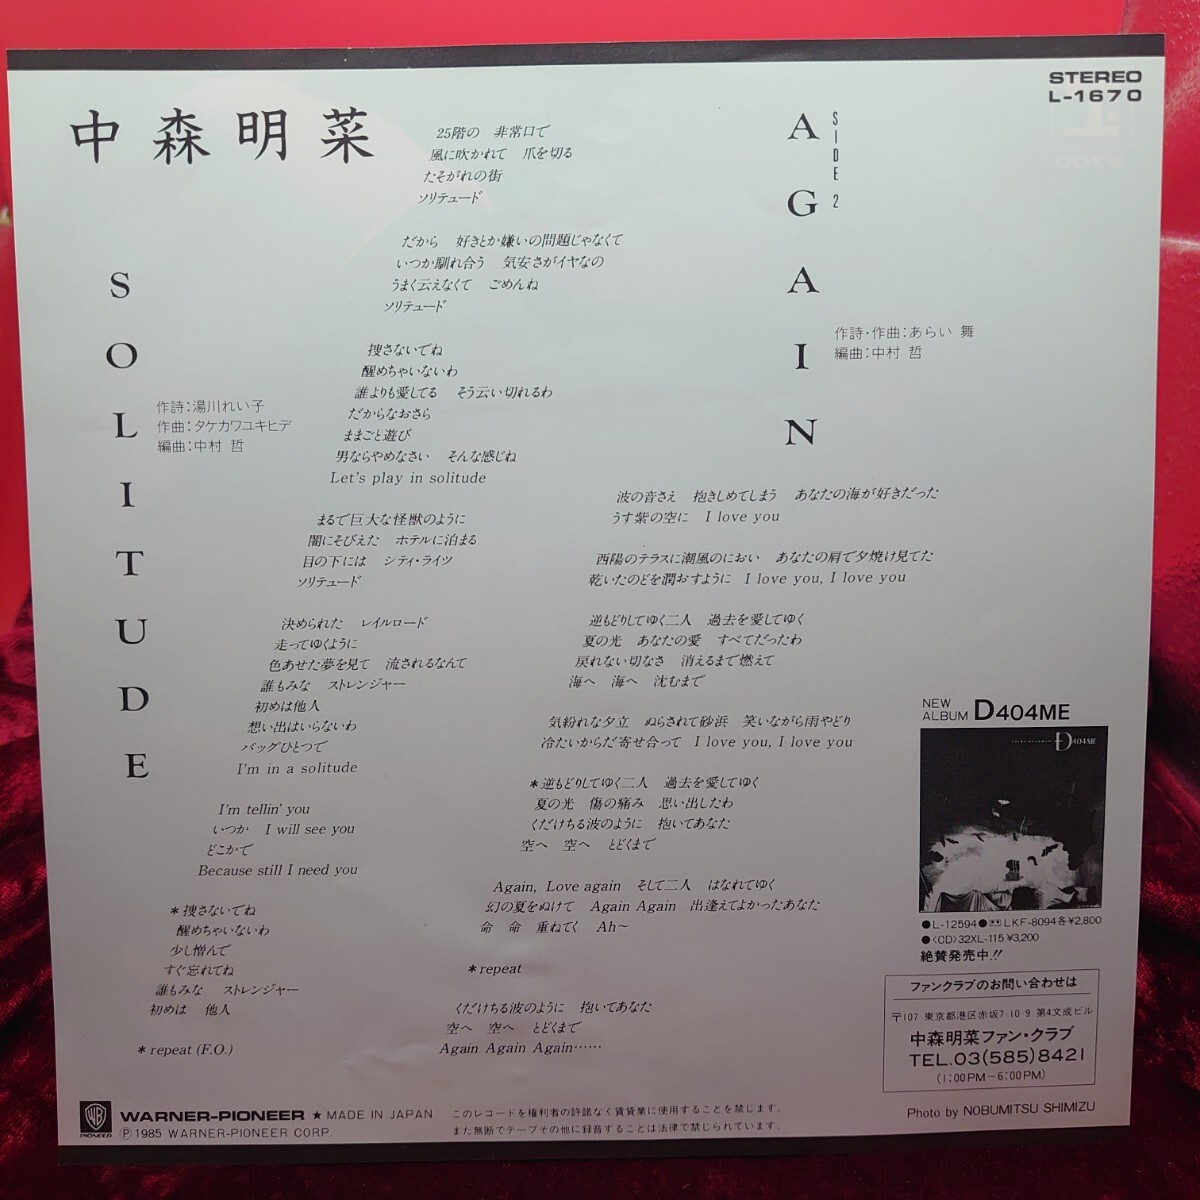 STEREO
L-1670
中森明菜
SOLITUDE
作詩：湯川れい子
作曲：タケカワユキヒデ
編曲：中村 哲
25階の 非常口で
風に吹かれて 爪を切る
たそがれの街
ソリテュード
だから 好きとか嫌いの問題じゃなくて
いつか馴れ合う 気安さがイヤなの
うまく云えなくて ごめんね
ソリテュード
捜さないでね
醒めちゃいないわ
誰よりも愛してる そう云い切れるわ
だからなおさら
ままごと遊び
男ならやめなさい そんな感じね
Let's play in solitude
まるで巨大な怪獣のように
闇にそびえた ホテルに泊まる
目の下には シティ・ライツ
ソリテュード
決められた レイルロード
走ってゆくように
色あせた夢を見て 流されるなんて
誰もみな ストレンジャー
初めは他人
想い出はいらないわ
バッグひとつで
I'm in a solitude
I'm tellin' you
いつか I will see you
どこかで
Because still I need you
*捜さないでね
醒めちゃいないわ
少し憎んで
すぐ忘れてね
誰もみな ストレンジャー
初めは 他人
*repeat (F.O.)
SIDE 2
AGAIN
作詩・作曲：あらい 舞
編曲：中村 哲
波の音さえ 抱きしめてしまう あなたの海が好きだった
うす紫の空に I love you
西陽のテラスに潮風のにおい あなたの肩で夕焼け見てた
乾いたのどを潤おすように I love you, I love you
逆もどりしてゆく二人 過去を愛してゆく
夏の光 あなたの愛 すべてだったわ
戻れない切なさ 消えるまで燃えて
海へ 海へ 沈むまで
気紛れな夕立 ぬらされて砂浜 笑いながら雨やどり
冷たいからだ寄せ合って I love you, I love you
*逆もどりしてゆく二人 過去を愛してゆく
夏の光 傷の痛み 思い出したわ
くだけちる波のように 抱いてあなた
空へ 空へ とどくまで
Again, Love again そして二人 はなれてゆく
幻の夏をぬけて Again Again 出逢えてよかったあなた
命 命 重ねてく Ah〜
*repeat
くだけちる波のように 抱いてあなた
空へ 空へ とどくまで
Again Again Again……
NEW
ALBUM D404ME
D404ME
●L-12594●LKF-8094各¥2,800
●〈CD〉32XL-115¥3,200
絶賛発売中!!
ファンクラブのお問い合わせは
〒107 東京都港区赤坂7-10-9 第4文成ビル
中森明菜ファン・クラブ
TEL.03(585)8421
(1:00PM〜6:00PM)
Photo by NOBUMITSU SHIMIZU
WB
PIONEER
WARNER-PIONEER ★ MADE IN JAPAN
Ⓟ1985 WARNER-PIONEER CORP.
このレコードを権利者の許諾なく賃貸業に使用することを禁じます。
また無断でテープその他に録音することは法律で禁じられています。